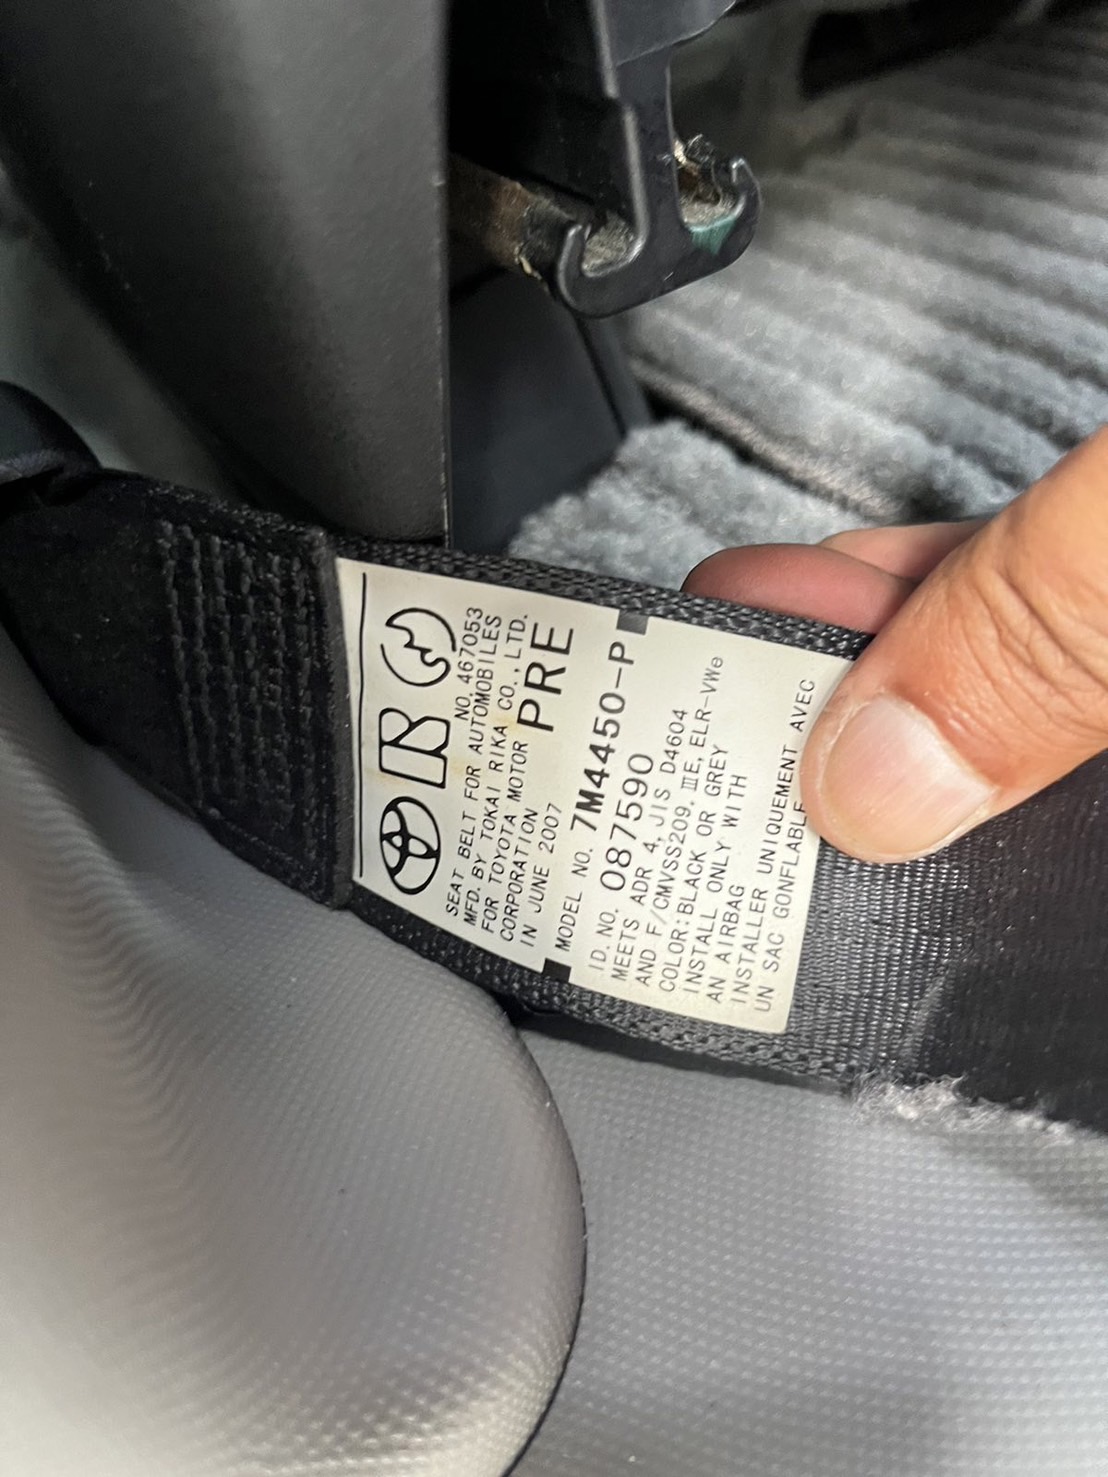 NO. 467053
SEAT BELT FOR AUTOMOBILES
MFD. BY TOKAI RIKA CO., LTD.
FOR TOYOTA MOTOR
CORPORATION
IN JUNE 2007
PRE
MODEL NO. 7M4450-P
ID. NO. 087590
MEETS ADR 4, JIS D4604
AND F/CMVSS209. ⅢE, ELR-VWe
COLOR:BLACK OR GREY
INSTALL ONLY WITH
AN AIRBAG
INSTALLER UNIQUEMENT AVEC
UN SAC GONFLABLE